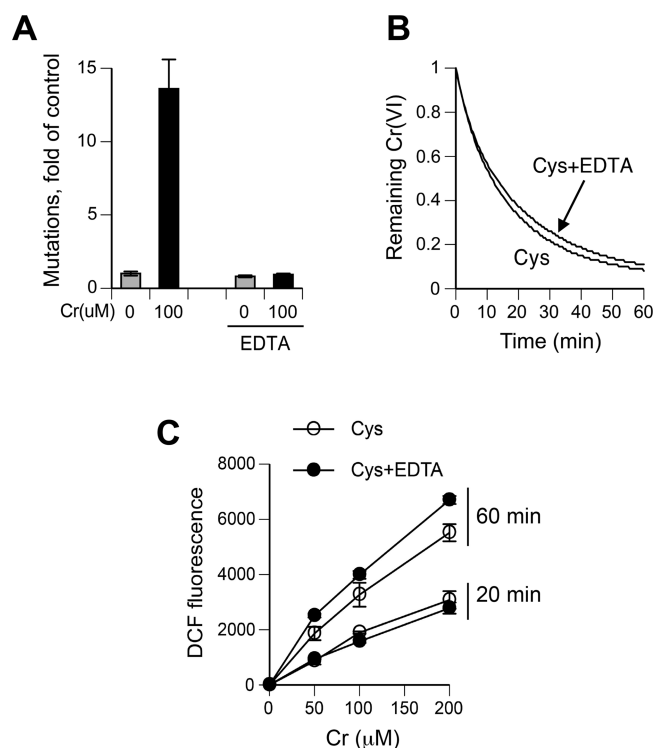 A
Mutations, fold of control
15
10
5
0
Cr(uM) 0 100 0 100
EDTA
B
Remaining Cr(VI)
1
0.8
0.6
0.4
0.2
0
Cys+EDTA
Cys
0 10 20 30 40 50 60
Time (min)
C
Cys
Cys+EDTA
DCF fluorescence
8000
6000
4000
2000
0
60 min
20 min
0 50 100 150 200
Cr (μM)